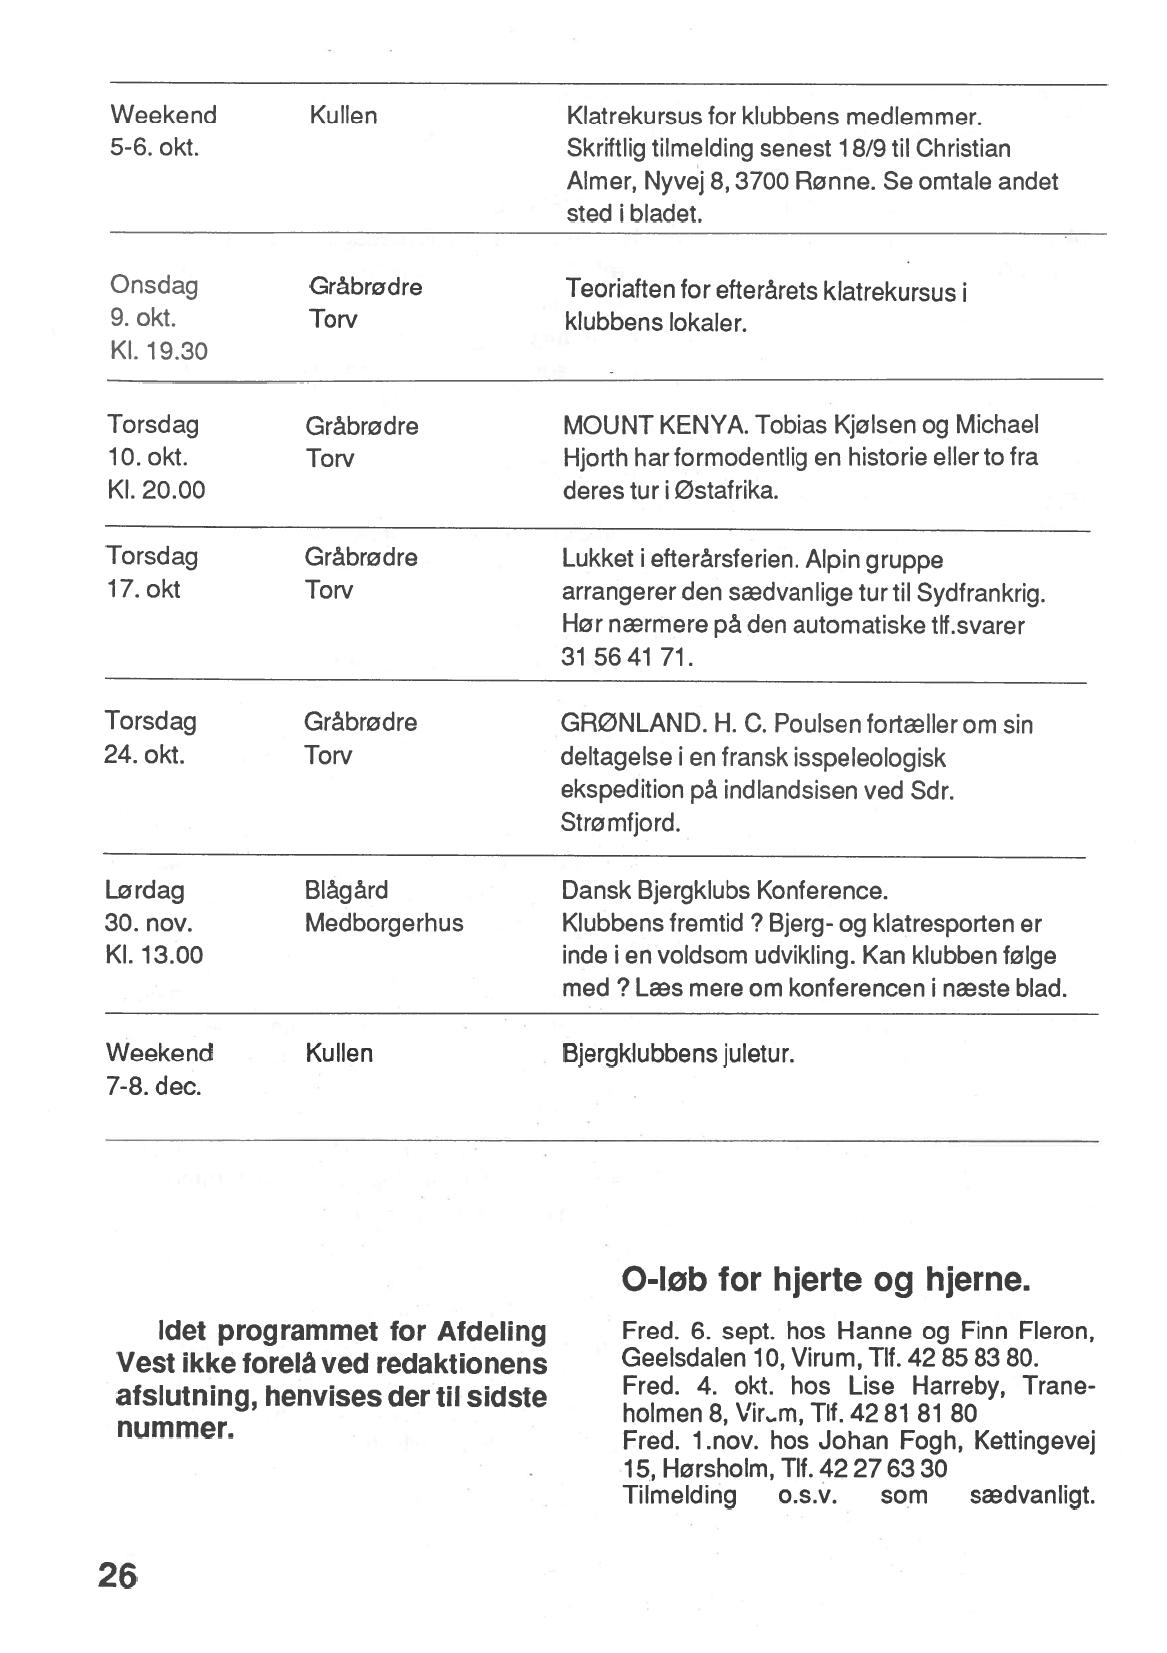 Weekend Kullen Klatrekursus for klubbens medlemmer.
5-6. okt. Skriftlig tilmelding senest 18/9 til Christian
Almer, Nyvej 8, 3700 Rønne. Se omtale andet
sted i bladet.
Onsdag Gråbrødre Teoriaften for efterårets klatrekursus i
9. okt. Torv klubbens lokaler.
Kl. 19.30
Torsdag Gråbrødre MOUNT KENYA. Tobias Kjølsen og Michael
10. okt. Torv Hjorth har formodentlig en historie eller to fra
Kl. 20.00 deres tur i Østafrika.
Torsdag Gråbrødre Lukket i efterårsferien. Alpin gruppe
17. okt Torv arrangerer den sædvanlige tur til Sydfrankrig.
Hør nærmere på den automatiske tlf.svarer
31 56 41 71.
Torsdag Gråbrødre GRØNLAND. H. C. Poulsen fortæller om sin
24. okt. Torv deltagelse i en fransk isspeleologisk
ekspedition på indlandsisen ved Sdr.
Strømfjord.
Lørdag Blågård Dansk Bjergklubs Konference.
30. nov. Medborgerhus Klubbens fremtid ? Bjerg- og klatresporten er
Kl. 13.00 inde i en voldsom udvikling. Kan klubben følge
med ? Læs mere om konferencen i næste blad.
Weekend Kullen Bjergklubbens juletur.
7-8. dec.
Idet programmet for Afdeling
Vest ikke forelå ved redaktionens
afslutning, henvises der til sidste
nummer.
O-løb for hjerte og hjerne.
Fred. 6. sept. hos Hanne og Finn Fleron,
Geelsdalen 10, Virum, Tlf. 42 85 83 80.
Fred. 4. okt. hos Lise Harreby, Trane-
holmen 8, Virum, Tlf. 42 81 81 80
Fred. 1.nov. hos Johan Fogh, Kettingevej
15, Hørsholm, Tlf. 42 27 63 30
Tilmelding o.s.v. som sædvanligt.
26